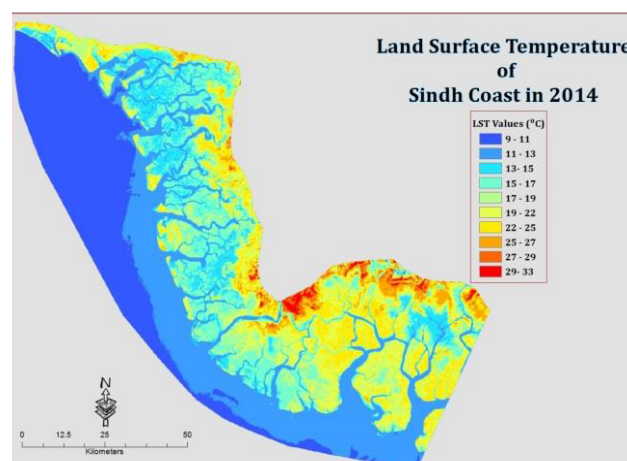 Land Surface Temperature
of
Sindh Coast in 2014
LST Values (⁰C)
9 - 11
11 - 13
13- 15
15 - 17
17 - 19
19 - 22
22 - 25
25 - 27
27 - 29
29 - 33
N
0 12.5 25 50
Kilometers